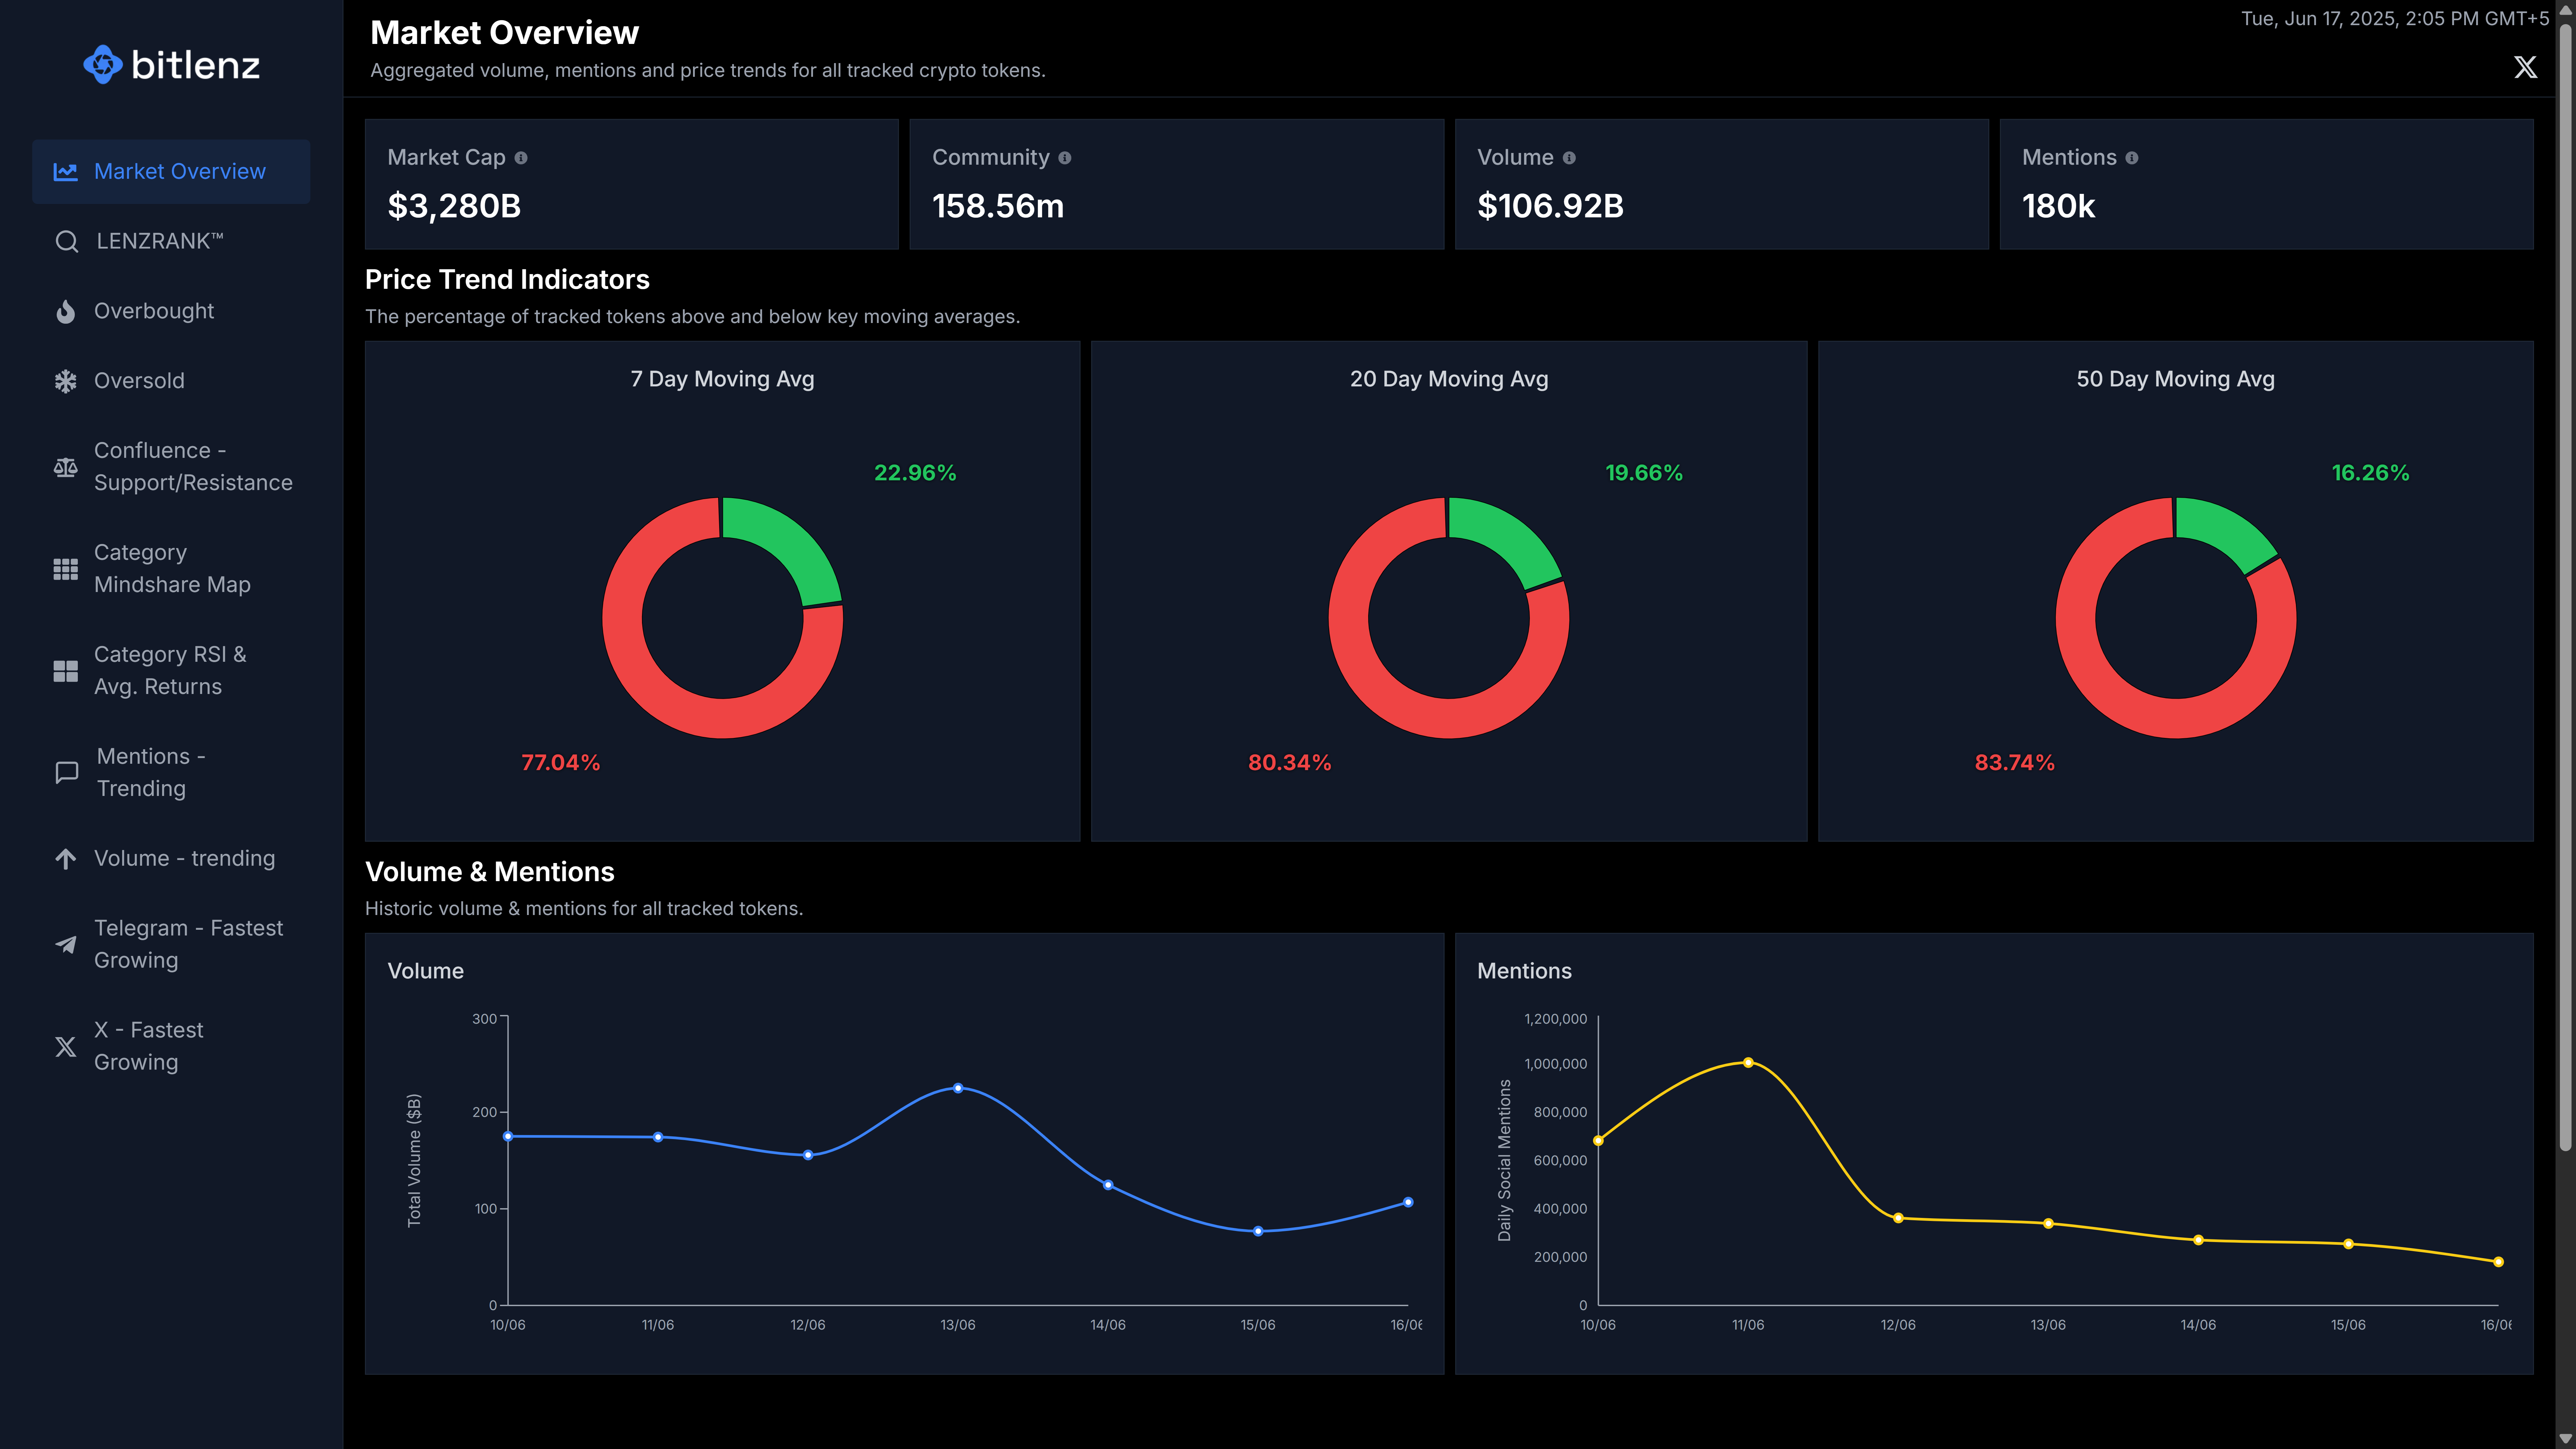 bitlenz
Market Overview
LENZRANK™
Overbought
Oversold
Confluence -
Support/Resistance
Category
Mindshare Map
Category RSI &
Avg. Returns
Mentions -
Trending
Volume - trending
Telegram - Fastest
Growing
X - Fastest
Growing
Market Overview
Aggregated volume, mentions and price trends for all tracked crypto tokens.
Tue, Jun 17, 2025, 2:05 PM GMT+5
Market Cap
$3,280B
Community
158.56m
Volume
$106.92B
Mentions
180k
Price Trend Indicators
The percentage of tracked tokens above and below key moving averages.
7 Day Moving Avg
22.96%
77.04%
20 Day Moving Avg
19.66%
80.34%
50 Day Moving Avg
16.26%
83.74%
Volume & Mentions
Historic volume & mentions for all tracked tokens.
Volume
Total Volume ($B)
300
200
100
0
10/06 11/06 12/06 13/06 14/06 15/06 16/06
Mentions
Daily Social Mentions
1,200,000
1,000,000
800,000
600,000
400,000
200,000
0
10/06 11/06 12/06 13/06 14/06 15/06 16/06